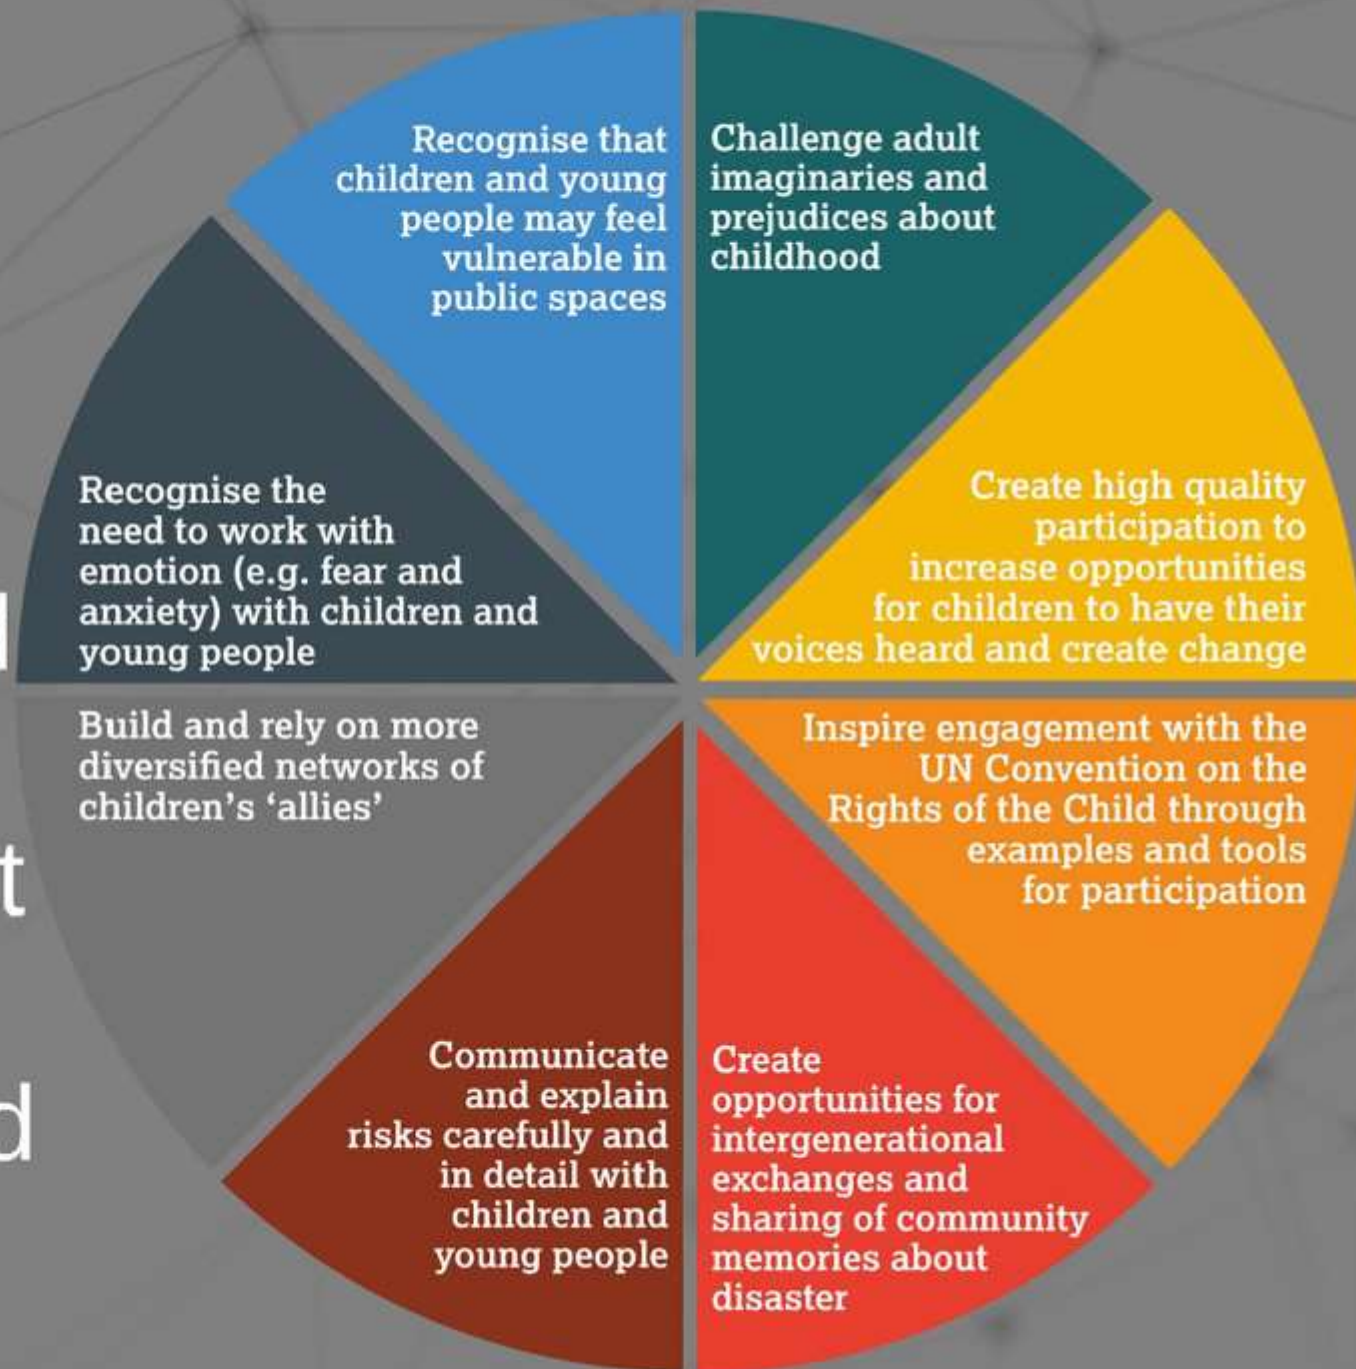 Recognise that
children and young
people may feel
vulnerable in
public spaces
Challenge adult
imaginaries and
prejudices about
childhood
Create high quality
participation to
increase opportunities
for children to have their
voices heard and create change
Inspire engagement with the
UN Convention on the
Rights of the Child through
examples and tools
for participation
Create
opportunities for
intergenerational
exchanges and
sharing of community
memories about
disaster
Communicate
and explain
risks carefully and
in detail with
children and
young people
Build and rely on more
diversified networks of
children’s ‘allies’
Recognise the
need to work with
emotion (e.g. fear and
anxiety) with children and
young people
t
d